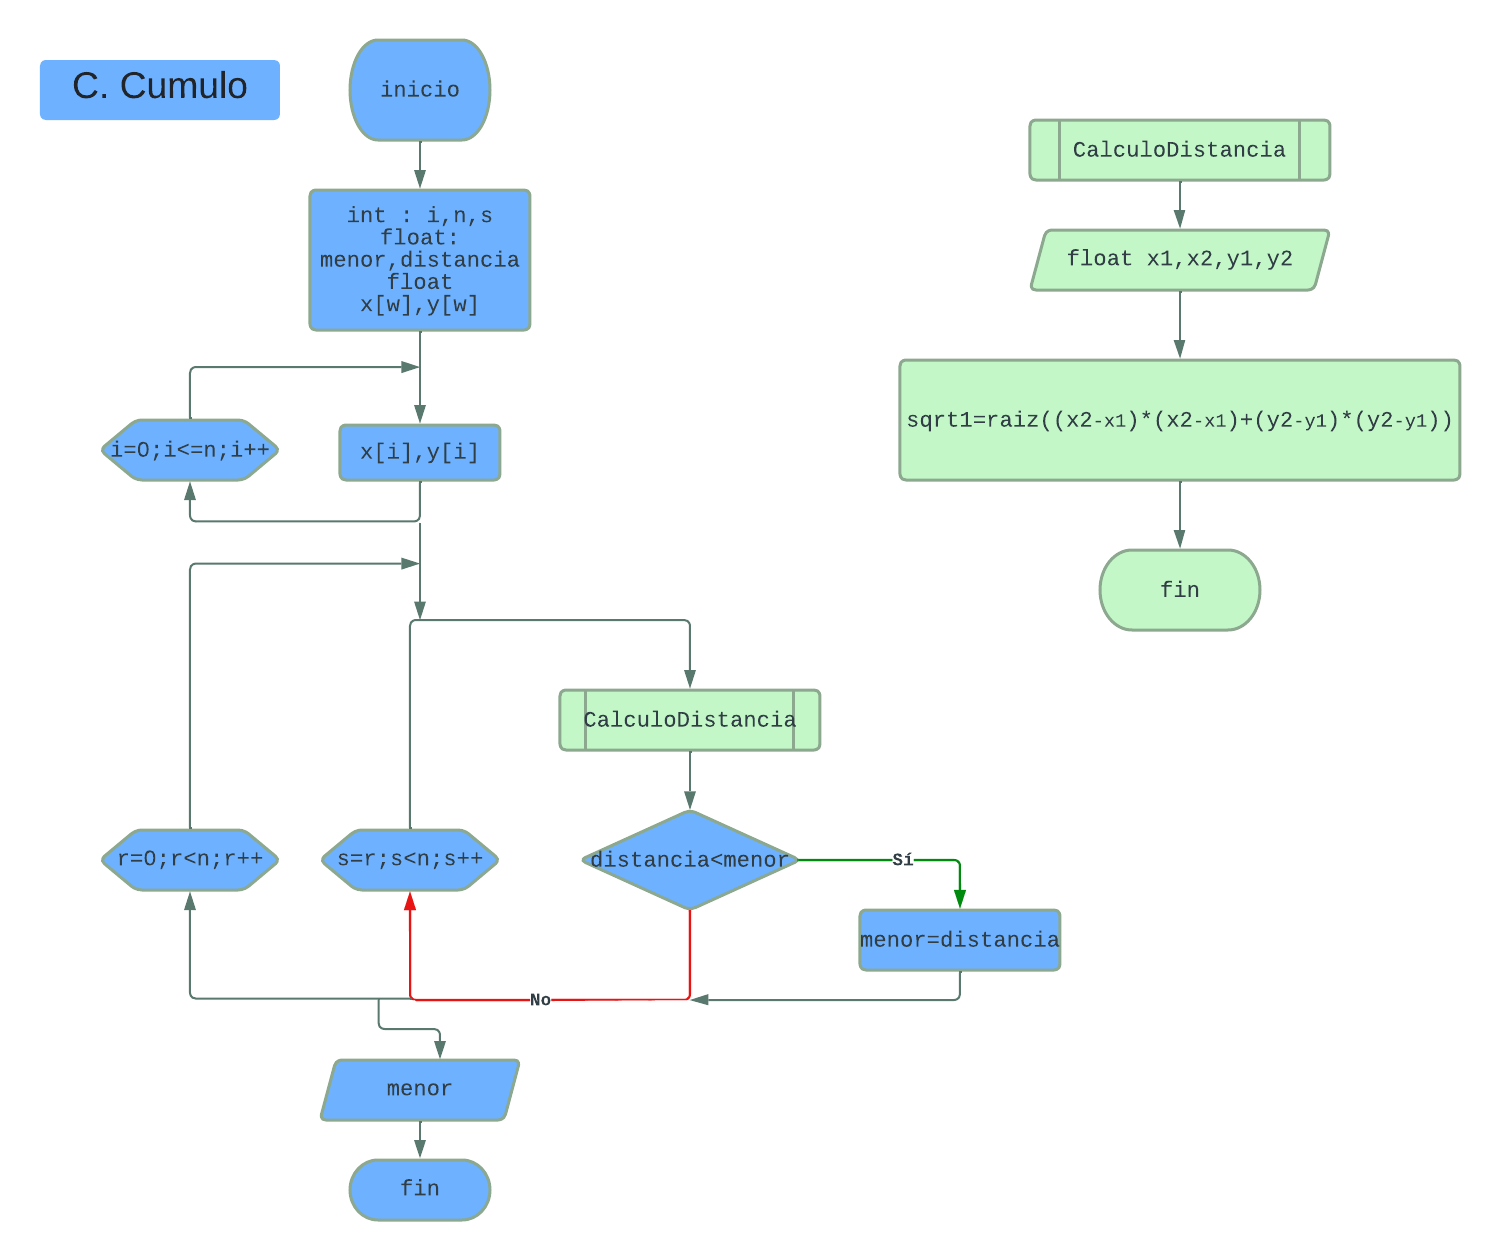 C. Cumulo
inicio
int : i,n,s
float:
menor,distancia
float
x[w],y[w]
i=0;i<=n;i++
x[i],y[i]
CalculoDistancia
r=0;r<n;r++
s=r;s<n;s++
distancia<menor
Sí
menor=distancia
No
menor
fin
CalculoDistancia
float x1,x2,y1,y2
sqrt1=raiz((x2-x1)*(x2-x1)+(y2-y1)*(y2-y1))
fin